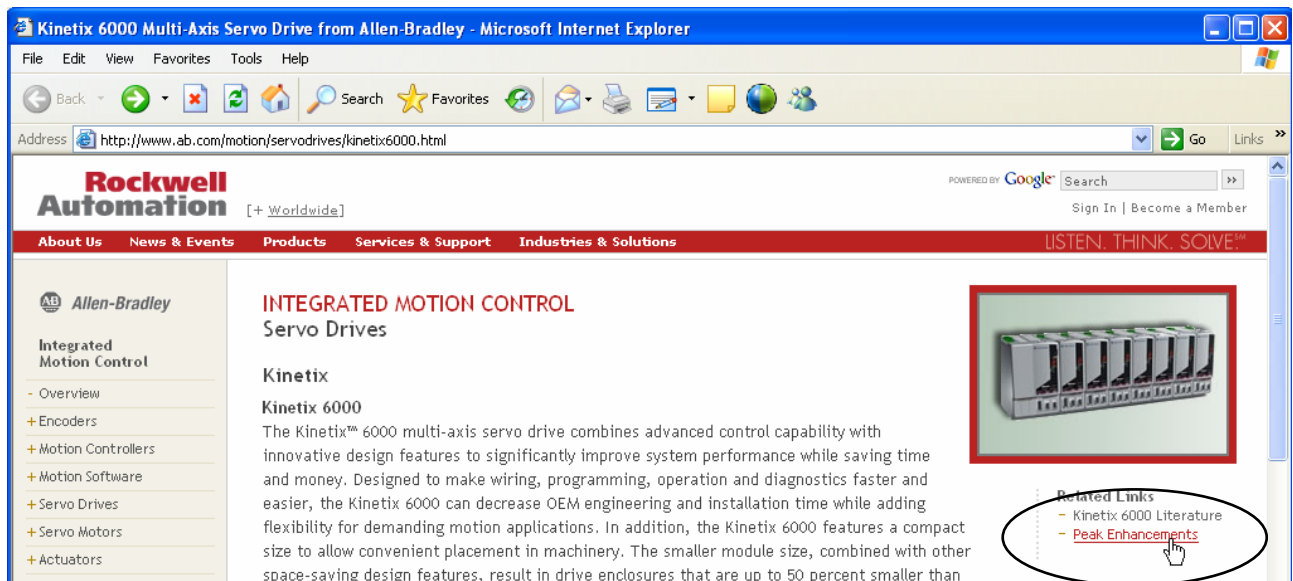 Kinetix 6000 Multi-Axis Servo Drive from Allen-Bradley - Microsoft Internet Explorer
File Edit View Favorites Tools Help
Back Search Favorites
Address http://www.ab.com/motion/servodrives/kinetix6000.html Go Links »
Rockwell
Automation [+ Worldwide]
POWERED BY Google™ Search »
Sign In | Become a Member
About Us News & Events Products Services & Support Industries & Solutions LISTEN. THINK. SOLVE.℠
AB Allen-Bradley
Integrated
Motion Control
- Overview
+ Encoders
+ Motion Controllers
+ Motion Software
+ Servo Drives
+ Servo Motors
+ Actuators
INTEGRATED MOTION CONTROL
Servo Drives
Kinetix
Kinetix 6000
The Kinetix™ 6000 multi-axis servo drive combines advanced control capability with
innovative design features to significantly improve system performance while saving time
and money. Designed to make wiring, programming, operation and diagnostics faster and
easier, the Kinetix 6000 can decrease OEM engineering and installation time while adding
flexibility for demanding motion applications. In addition, the Kinetix 6000 features a compact
size to allow convenient placement in machinery. The smaller module size, combined with other
space-saving design features, result in drive enclosures that are up to 50 percent smaller than
Related Links
- Kinetix 6000 Literature
- Peak Enhancements